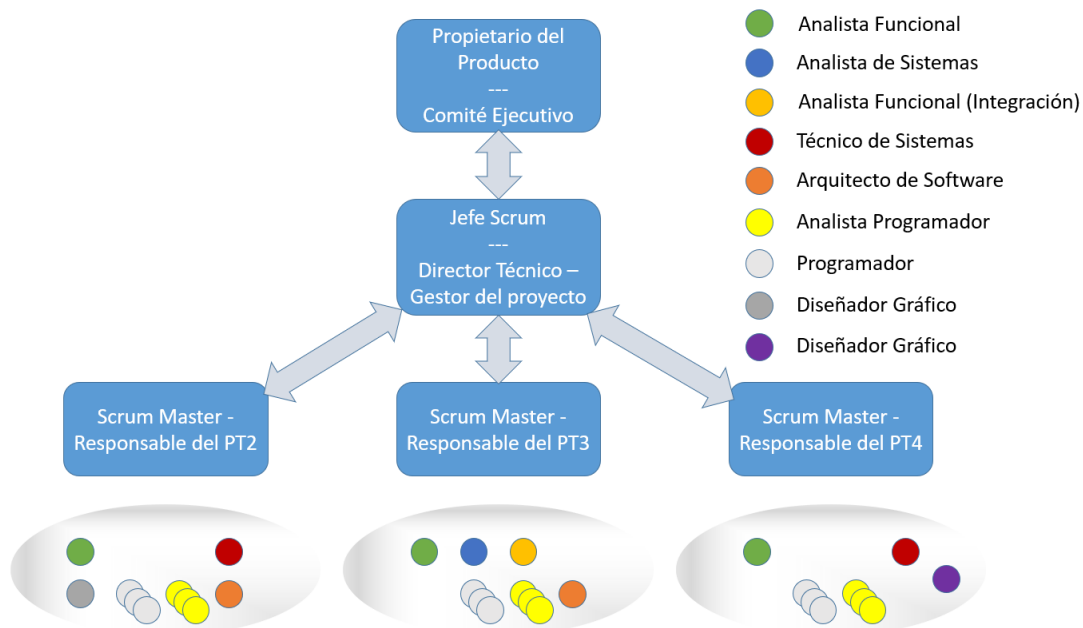 Propietario del
Producto
---
Comité Ejecutivo
Jefe Scrum
---
Director Técnico –
Gestor del proyecto
Scrum Master -
Responsable del PT2
Scrum Master -
Responsable del PT3
Scrum Master -
Responsable del PT4
Analista Funcional
Analista de Sistemas
Analista Funcional (Integración)
Técnico de Sistemas
Arquitecto de Software
Analista Programador
Programador
Diseñador Gráfico
Diseñador Gráfico